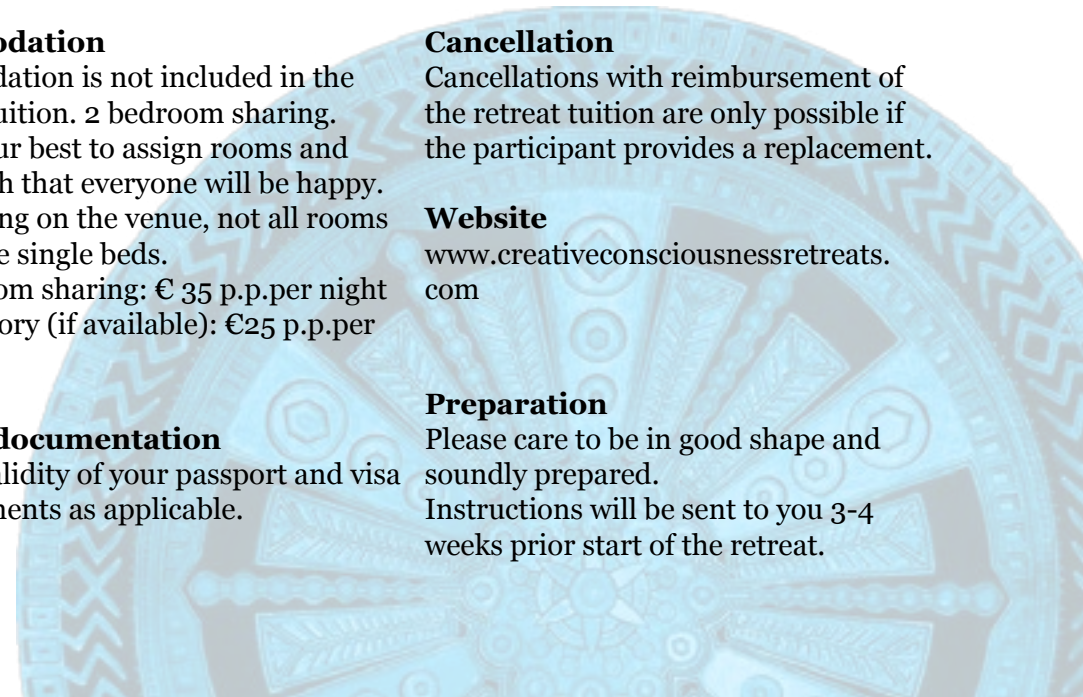 odation
dation is not included in the
uition. 2 bedroom sharing.
ur best to assign rooms and
h that everyone will be happy.
ng on the venue, not all rooms
e single beds.
om sharing: € 35 p.p.per night
ory (if available): €25 p.p.per
documentation
lidity of your passport and visa
ments as applicable.
Cancellation
Cancellations with reimbursement of
the retreat tuition are only possible if
the participant provides a replacement.
Website
www.creativeconsciousnessretreats.
com
Preparation
Please care to be in good shape and
soundly prepared.
Instructions will be sent to you 3-4
weeks prior start of the retreat.